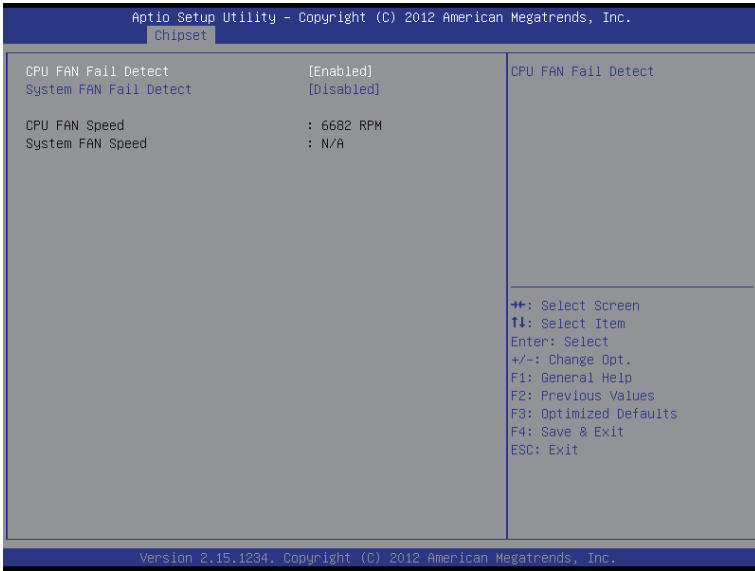 Aptio Setup Utility – Copyright (C) 2012 American Megatrends, Inc.
Chipset
CPU FAN Fail Detect [Enabled]
System FAN Fail Detect [Disabled]
CPU FAN Speed : 6682 RPM
System FAN Speed : N/A
CPU FAN Fail Detect
→←: Select Screen
↑↓: Select Item
Enter: Select
+/-: Change Opt.
F1: General Help
F2: Previous Values
F3: Optimized Defaults
F4: Save & Exit
ESC: Exit
Version 2.15.1234. Copyright (C) 2012 American Megatrends, Inc.